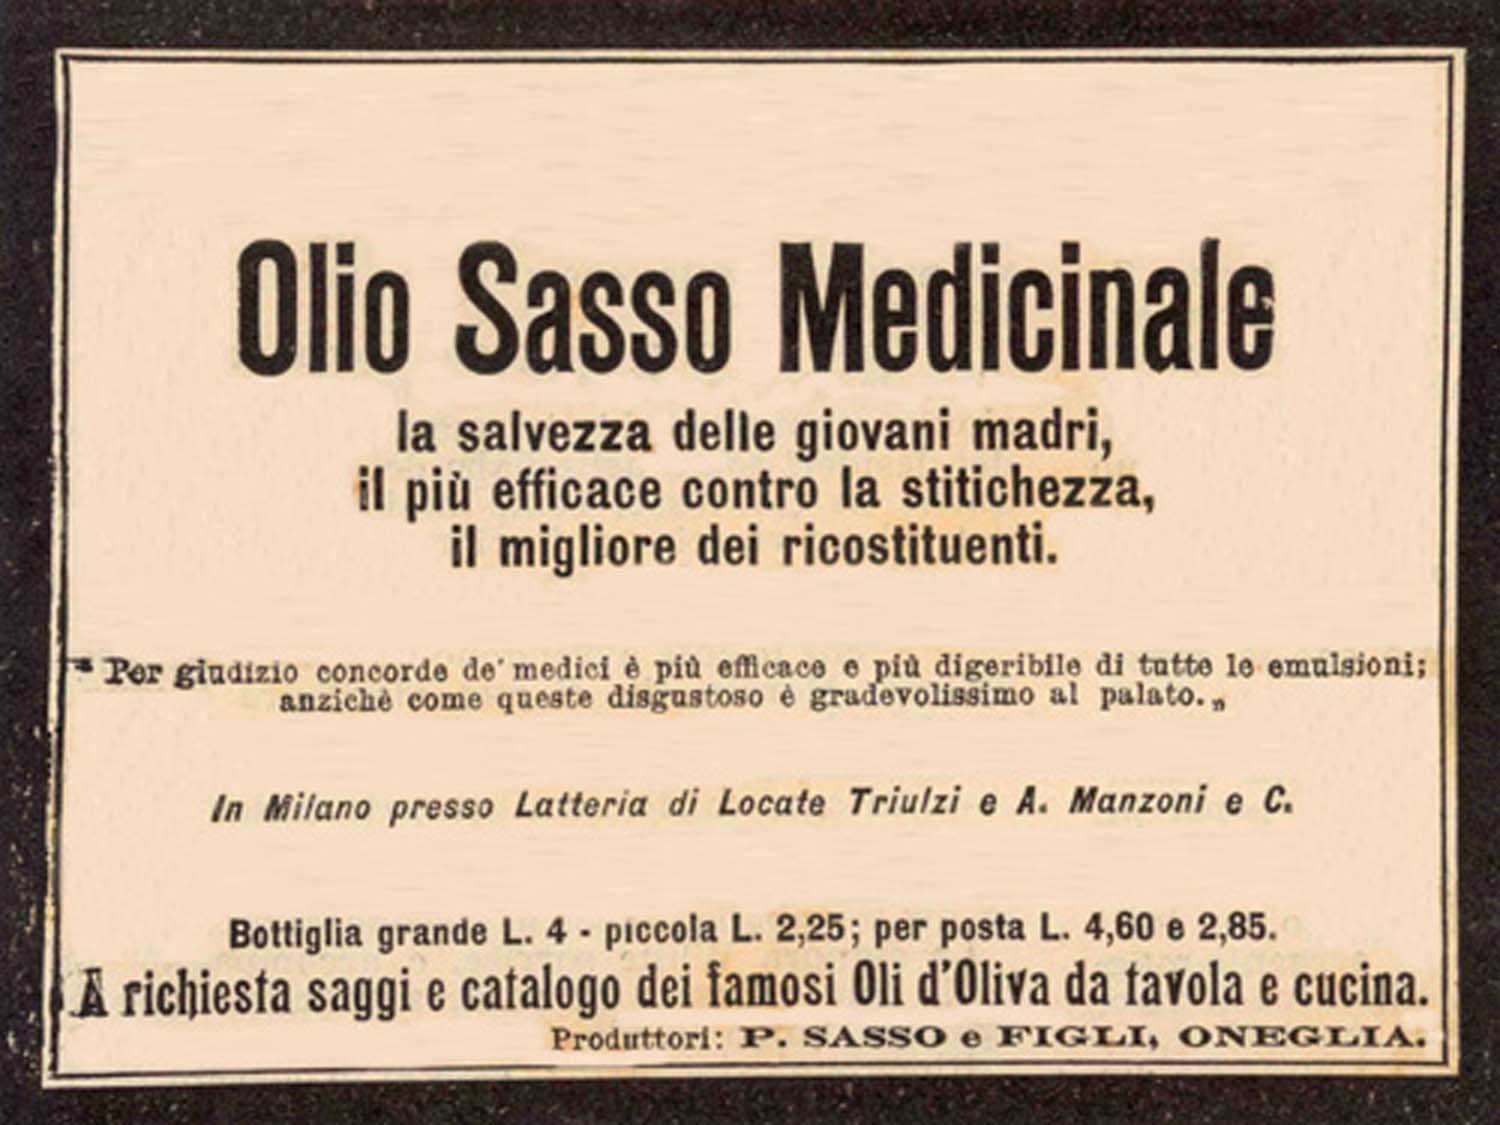 Olio Sasso Medicinale
la salvezza delle giovani madri,
il più efficace contro la stitichezza,
il migliore dei ricostituenti.
“ Per giudizio concorde de' medici è più efficace e più digeribile di tutte le emulsioni;
anzichè come queste disgustoso è gradevolissimo al palato.„
In Milano presso Latteria di Locate Triulzi e A. Manzoni e C.
Bottiglia grande L. 4 - piccola L. 2,25; per posta L. 4,60 e 2,85.
A richiesta saggi e catalogo dei famosi Oli d'Oliva da tavola e cucina.
Produttori: P. SASSO e FIGLI, ONEGLIA.